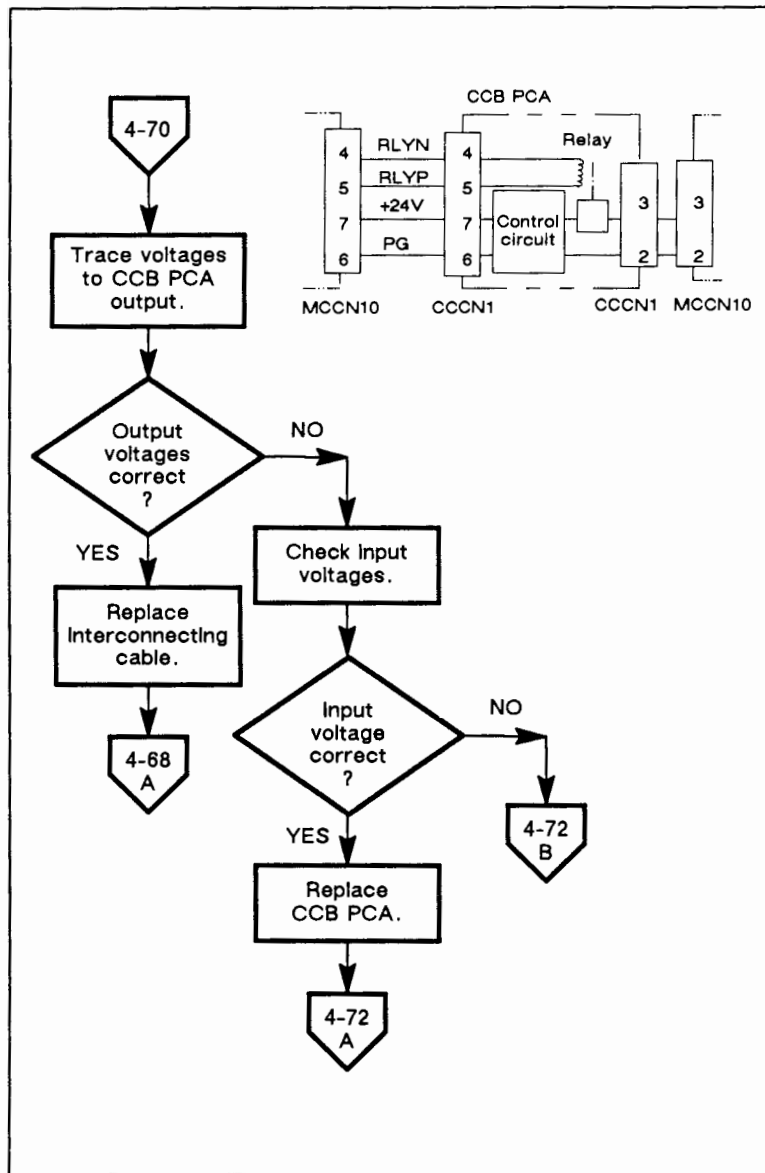 4-70
Trace voltages
to CCB PCA
output.
Output
voltages
correct
?
NO
YES
Replace
Interconnecting
cable.
4-68
A
Check input
voltages.
Input
voltage
correct
?
NO
YES
4-72
B
Replace
CCB PCA.
4-72
A
CCB PCA
Relay
4 RLYN 4
5 RLYP 5
7 +24V 7
6 PG 6
Control
circuit
3 3
2 2
MCCN10 CCCN1 CCCN1 MCCN10